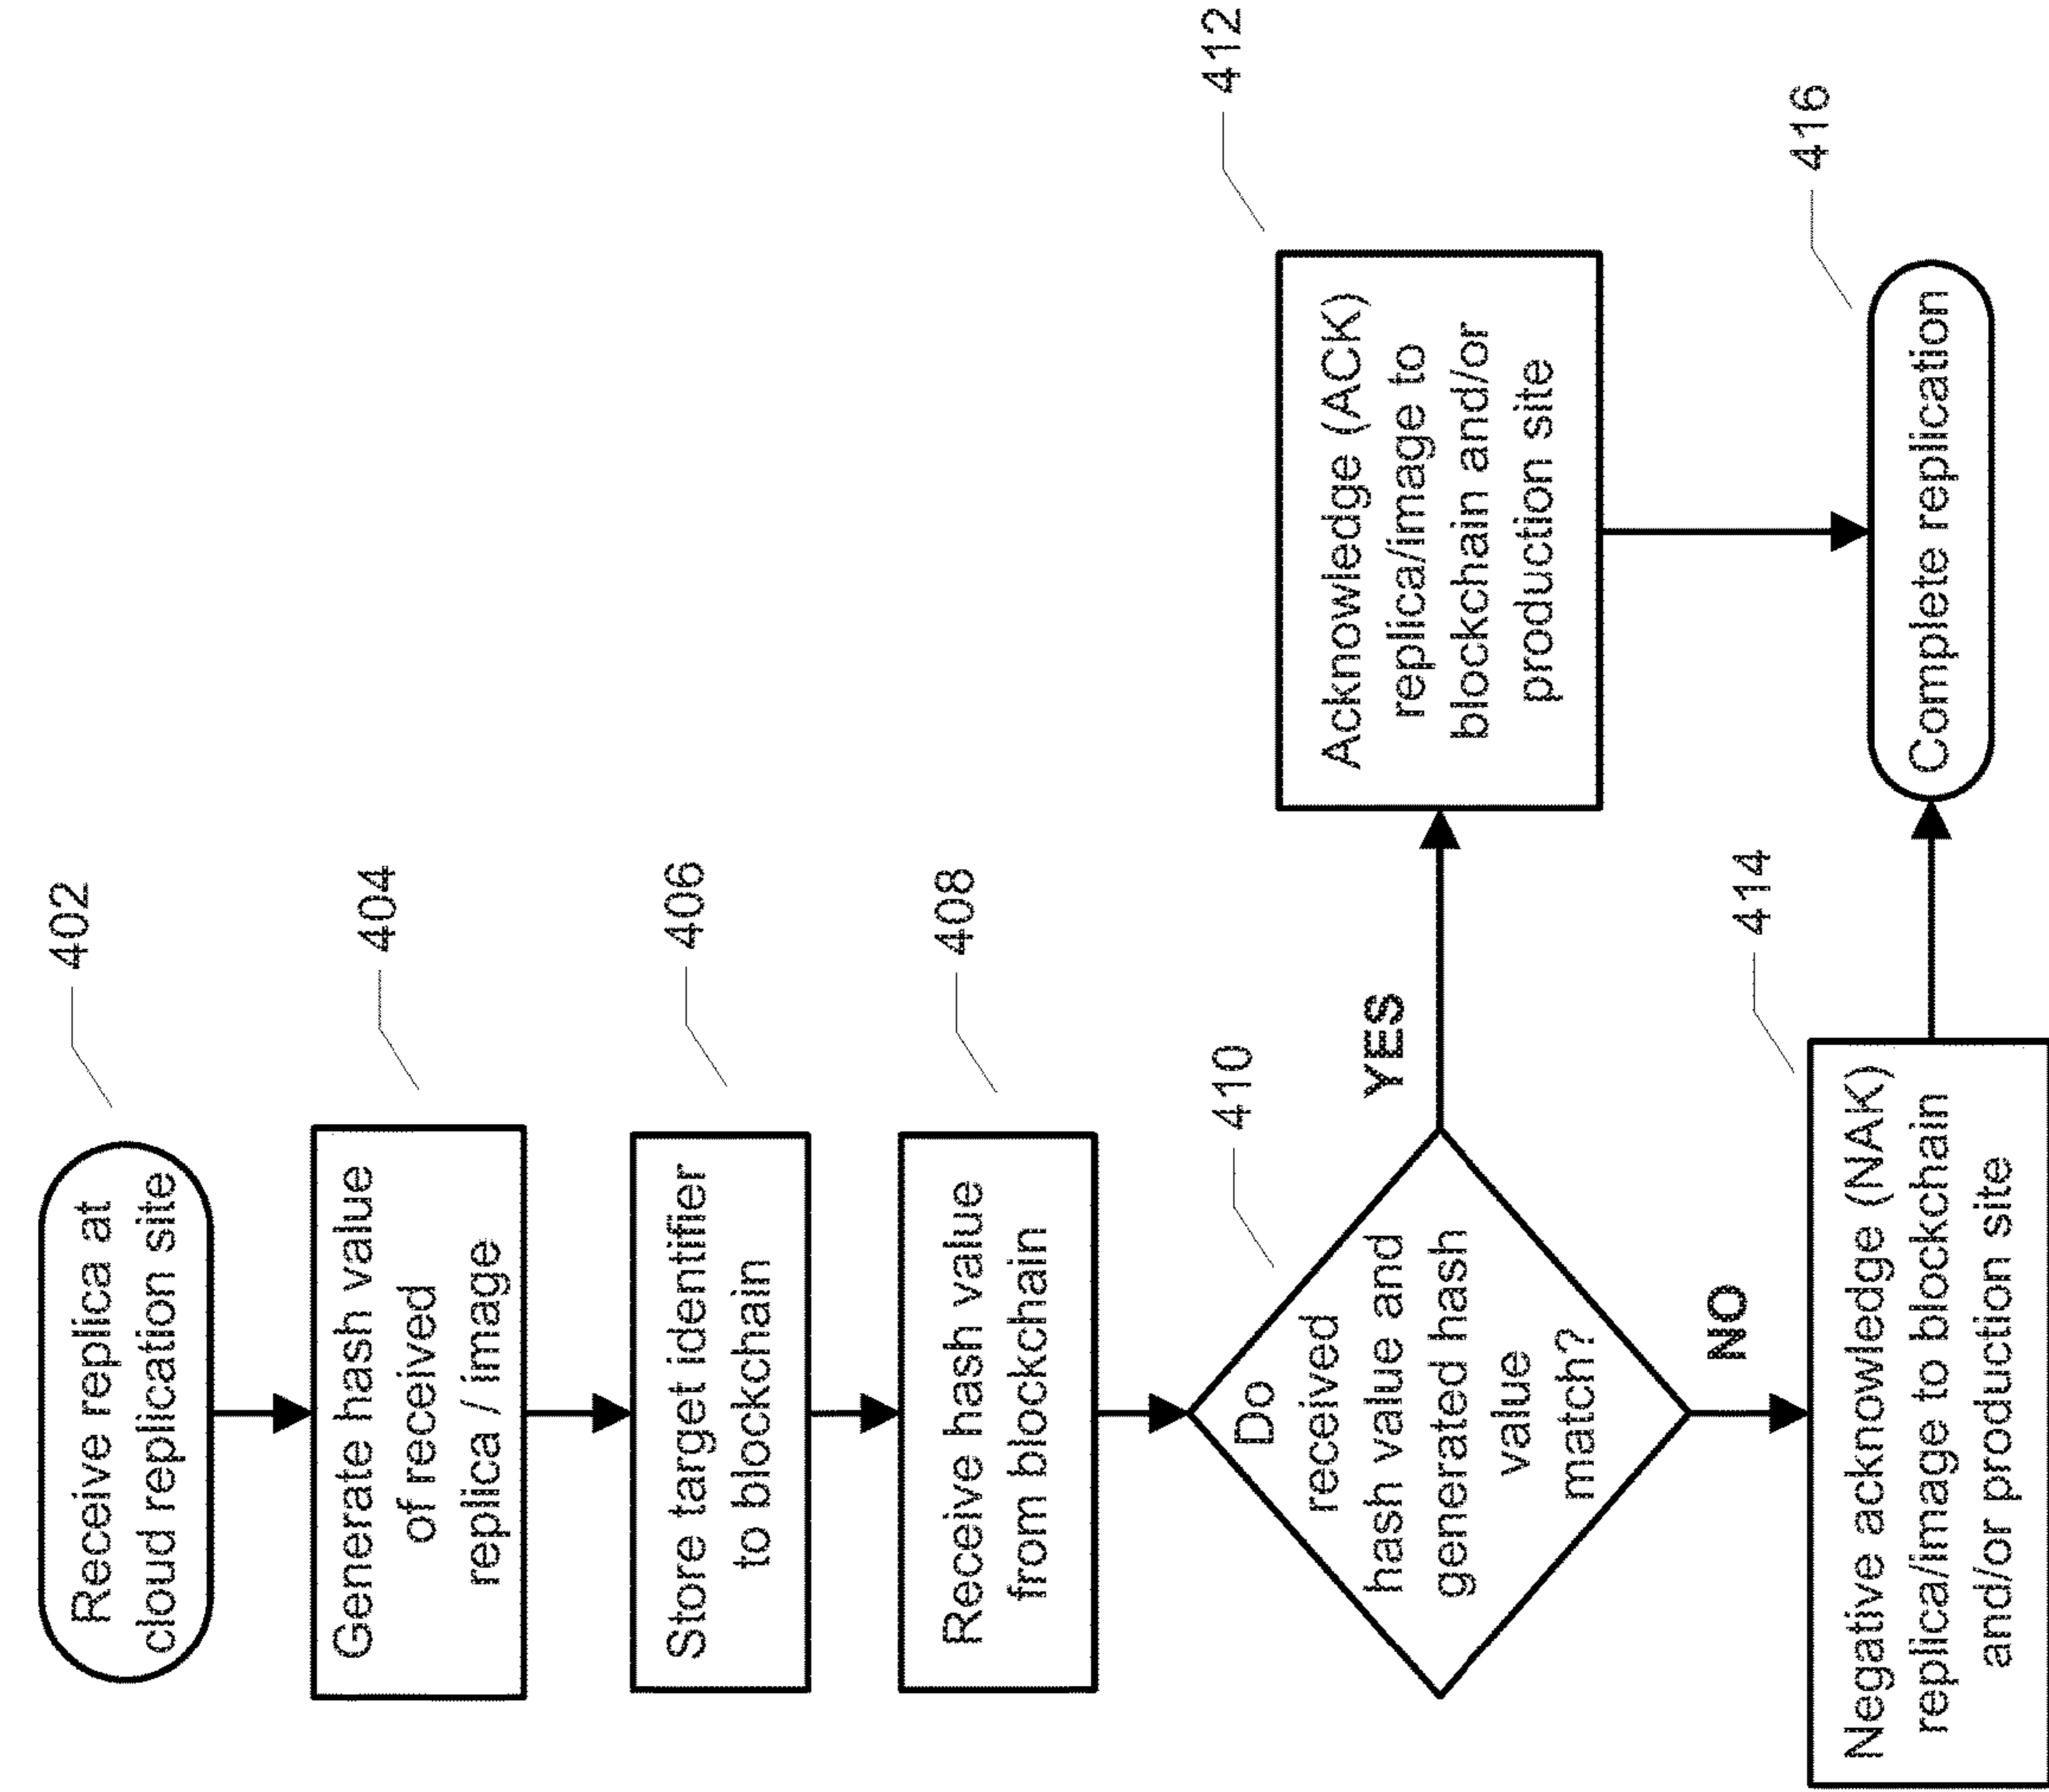 402
Receive replica at
cloud replication site
404
Generate hash value
of received
replica / image
406
Store target identifier
to blockchain
408
Receive hash value
from blockchain
410
Do
received
hash value and
generated hash
value
match?
YES
412
Acknowledge (ACK)
replica/image to
blockchain and/or
production site
NO
414
Negative acknowledge (NAK)
replica/image to blockchain
and/or production site
416
Complete replication